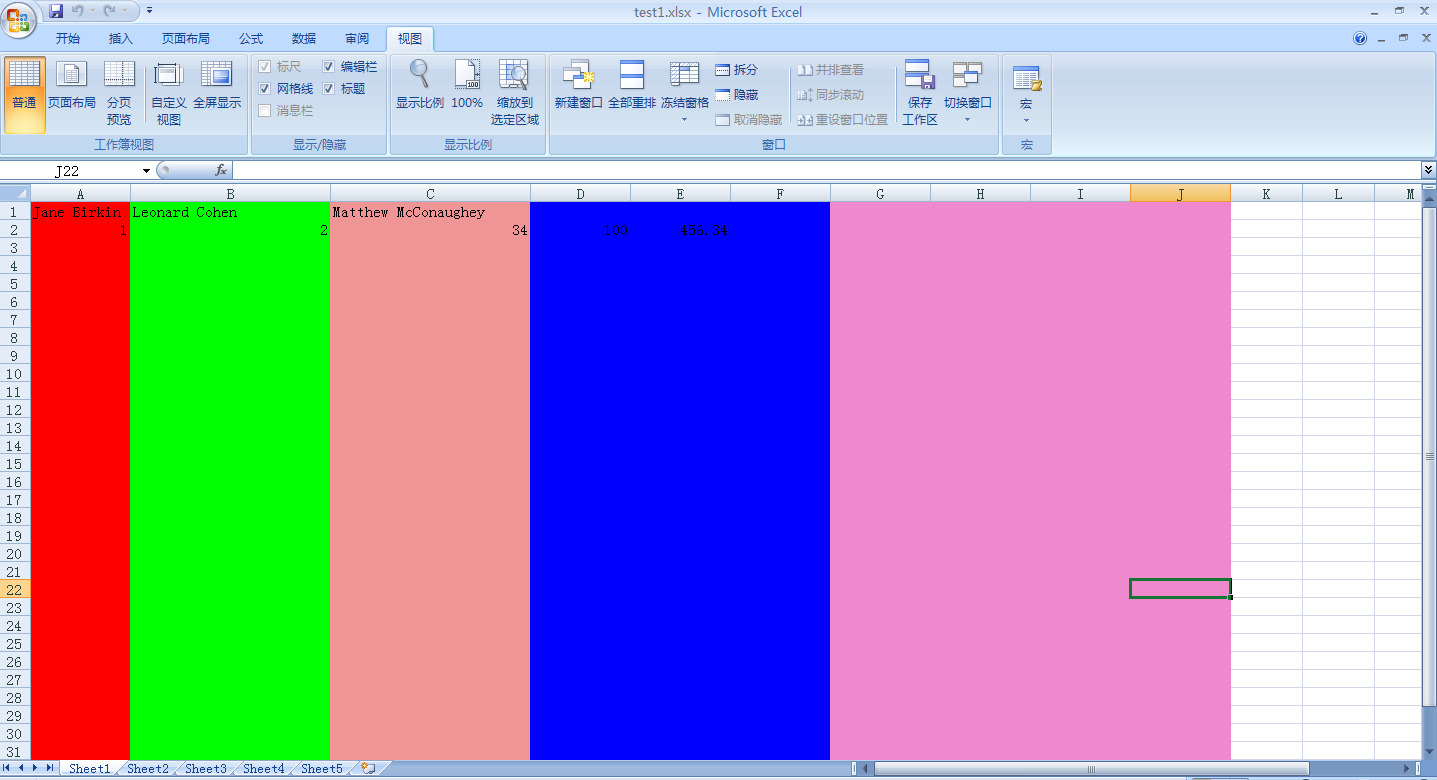 test1.xlsx - Microsoft Excel
开始 插入 页面布局 公式 数据 审阅 视图
普通 页面布局 分页预览 自定义视图 全屏显示
工作簿视图
标尺 编辑栏
网格线 标题
消息栏
显示/隐藏
显示比例 100% 缩放到选定区域
显示比例
新建窗口 全部重排 冻结窗格
拆分 并排查看
隐藏 同步滚动
取消隐藏 重设窗口位置
保存工作区 切换窗口
窗口
宏
宏
J22 fx
A B C D E F G H I J K L M
1 Jane Birkin Leonard Cohen Matthew McConaughey
2 1 2 34 100 456.34
3
4
5
6
7
8
9
10
11
12
13
14
15
16
17
18
19
20
21
22
23
24
25
26
27
28
29
30
31
Sheet1 Sheet2 Sheet3 Sheet4 Sheet5